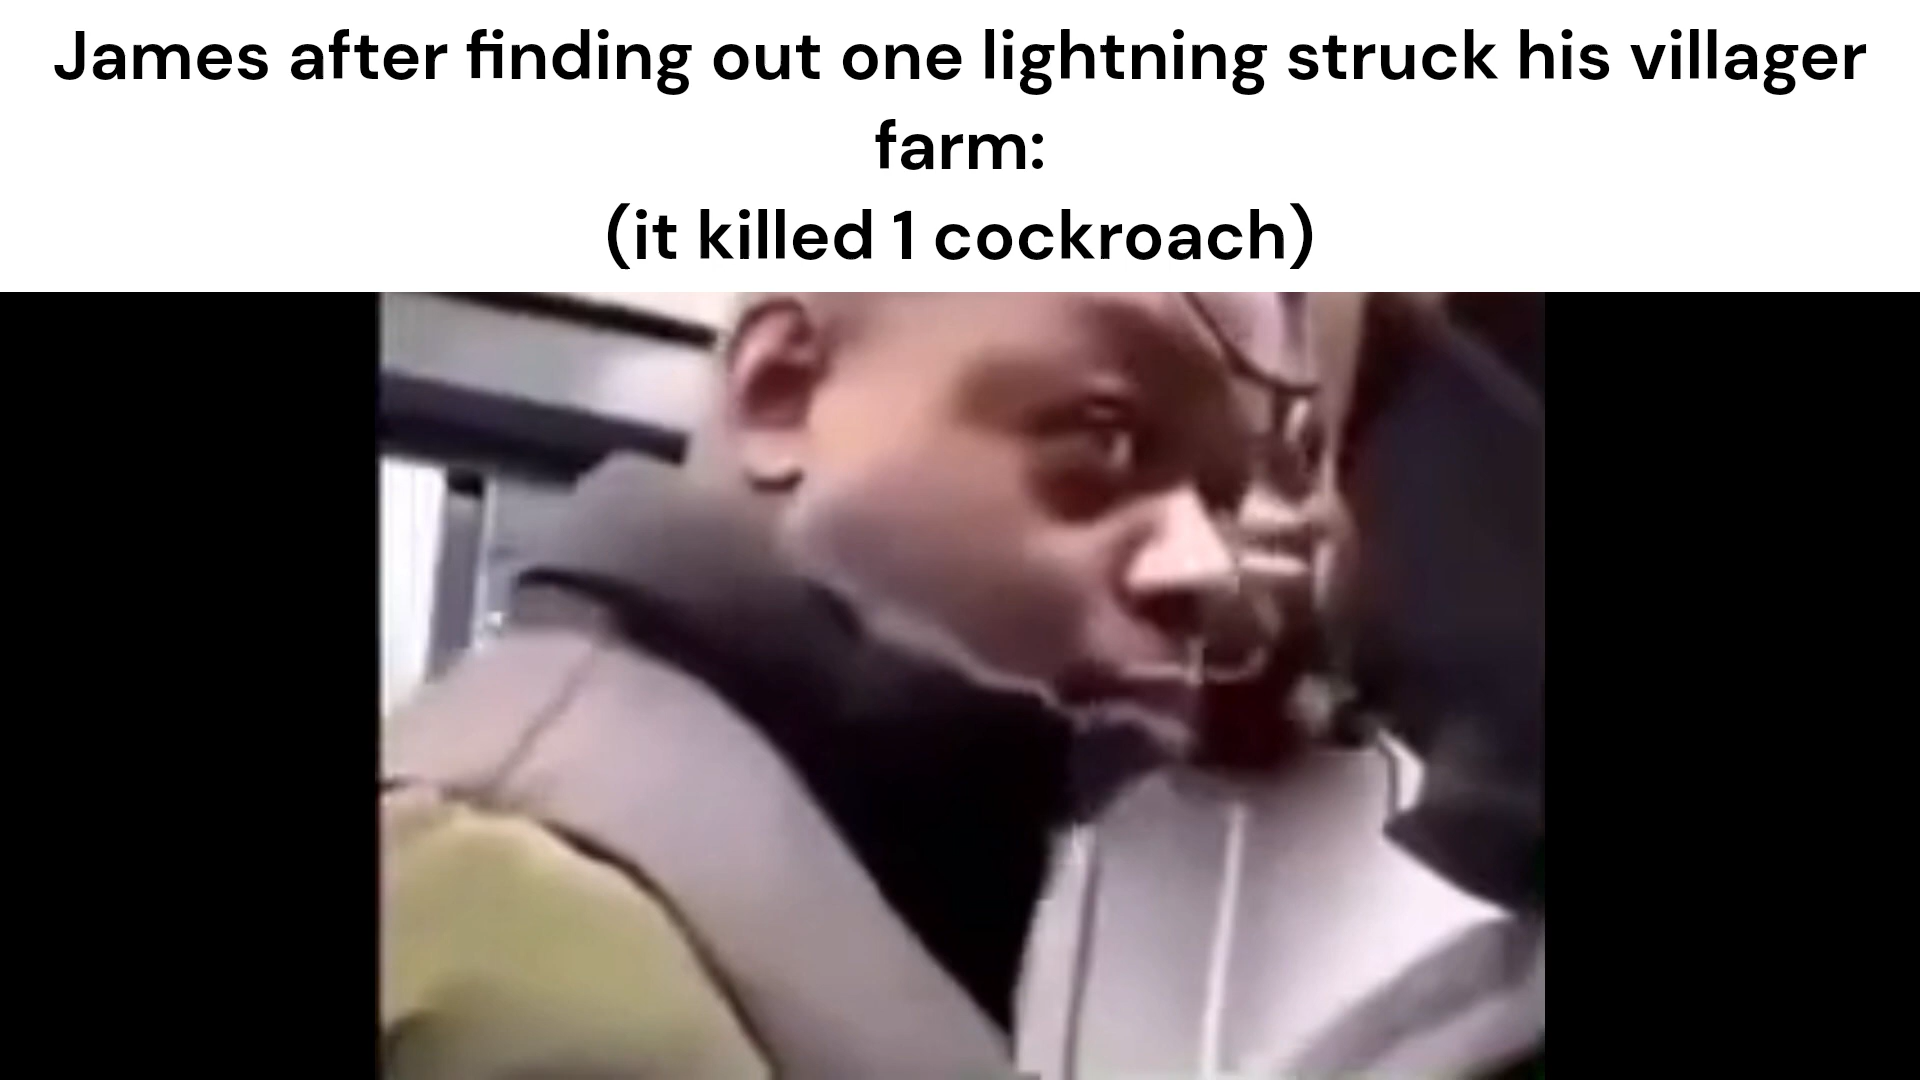 James after finding out one lightning struck his villager
farm:
(it killed 1 cockroach)